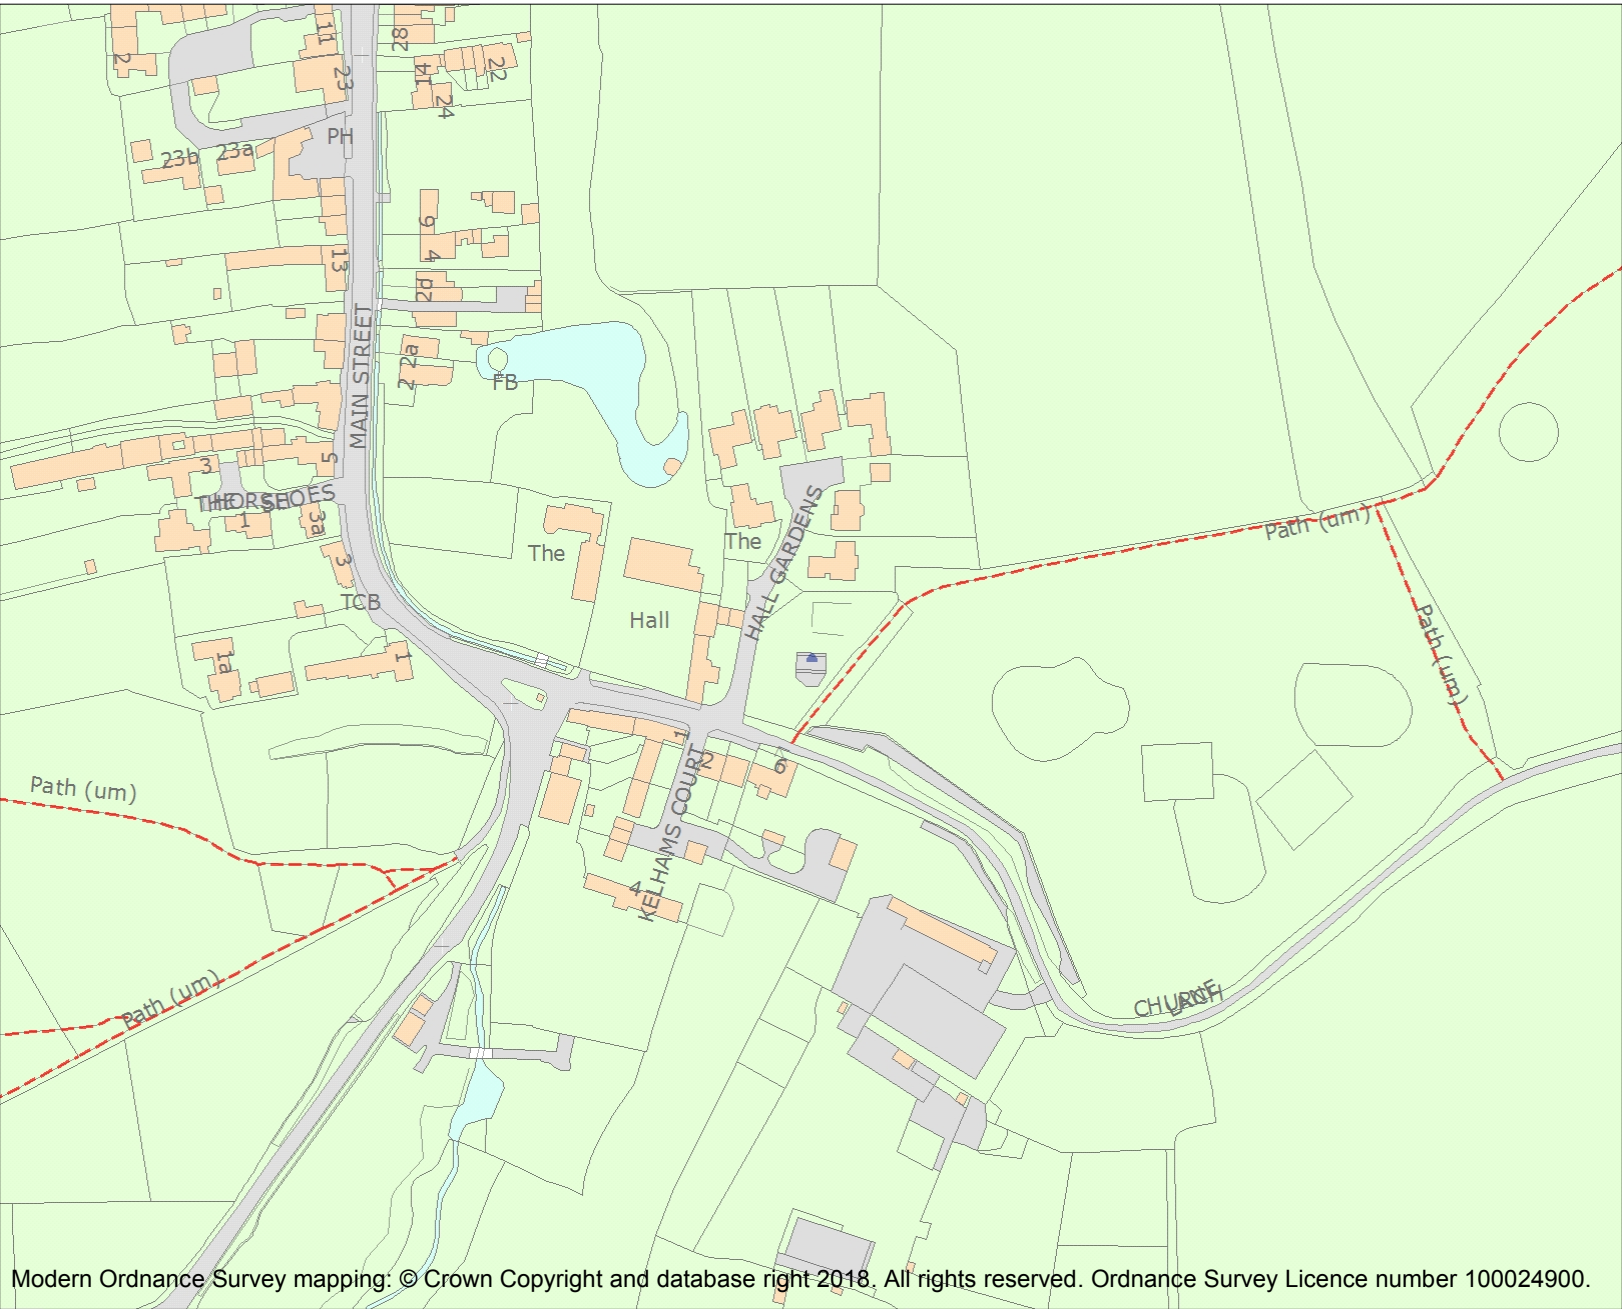 11
28
2
23
14
22
24
PH
23b
23a
9
4
13
2d
MAIN STREET
2a
2
FB
5
3
THE HORSESHOES
1
3a
3
The
The
HALL GARDENS
Path (um)
TCB
Hall
1a
1
Path (um)
1
2
6
KELHAMS COURT
Path (um)
4
Path (um)
CHURCH
LANE
Modern Ordnance Survey mapping: © Crown Copyright and database right 2018. All rights reserved. Ordnance Survey Licence number 100024900.